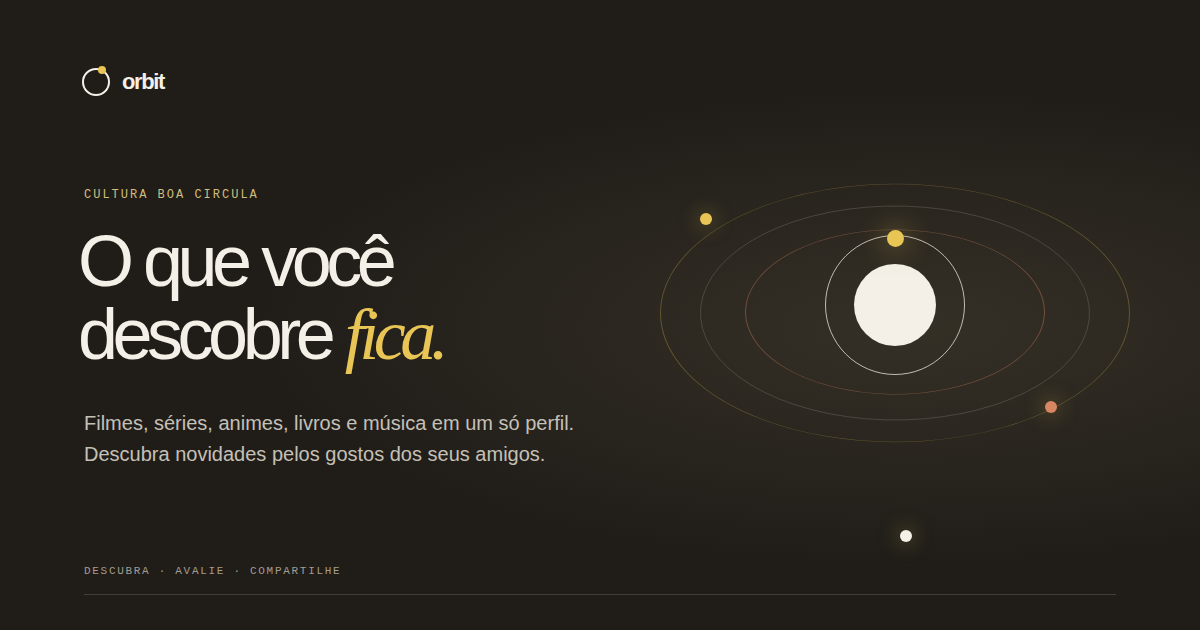 orbit
CULTURA BOA CIRCULA
O que você
descobre fica.
Filmes, séries, animes, livros e música em um só perfil.
Descubra novidades pelos gostos dos seus amigos.
DESCUBRA · AVALIE · COMPARTILHE